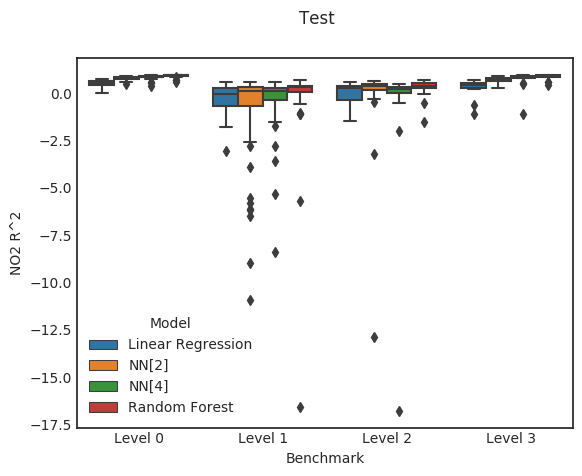 Test
NO2 R^2
0.0
−2.5
−5.0
−7.5
−10.0
−12.5
−15.0
−17.5
Model
Linear Regression
NN[2]
NN[4]
Random Forest
Level 0 Level 1 Level 2 Level 3
Benchmark